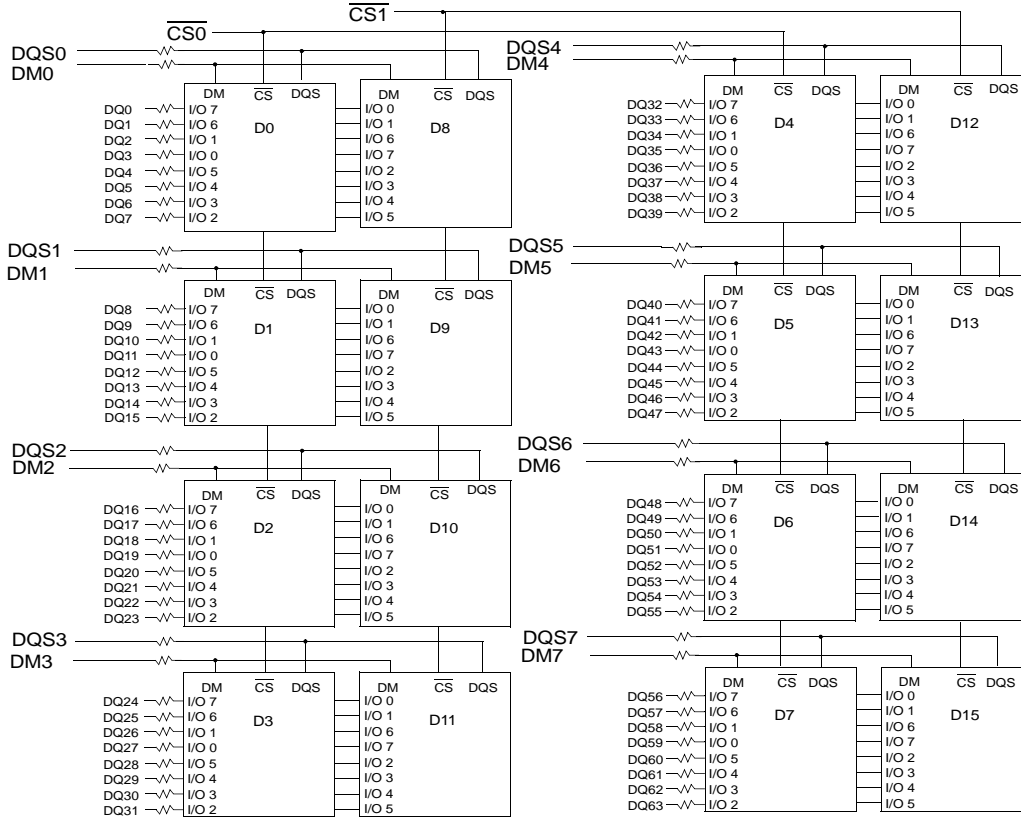 CS1
CS0
DQS0
DM0
DM CS DQS
CS DQS
DQ0 I/O 7 I/O 0
DQ1 I/O 6 D0 I/O 1 D8
DQ2 I/O 1 I/O 6
DQ3 I/O 0 I/O 7
DQ4 I/O 5 I/O 2
DQ5 I/O 4 I/O 3
DQ6 I/O 3 I/O 4
DQ7 I/O 2 I/O 5
DQS1
DM1
DM CS DQS DM CS DQS
DQ8 I/O 7 I/O 0
DQ9 I/O 6 D1 I/O 1 D9
DQ10 I/O 1 I/O 6
DQ11 I/O 0 I/O 7
DQ12 I/O 5 I/O 2
DQ13 I/O 4 I/O 3
DQ14 I/O 3 I/O 4
DQ15 I/O 2 I/O 5
DQS2
DM2
DM CS DQS DM CS DQS
DQ16 I/O 7 I/O 0
DQ17 I/O 6 D2 I/O 1 D10
DQ18 I/O 1 I/O 6
DQ19 I/O 0 I/O 7
DQ20 I/O 5 I/O 2
DQ21 I/O 4 I/O 3
DQ22 I/O 3 I/O 4
DQ23 I/O 2 I/O 5
DQS3
DM3
DM CS DQS DM CS DQS
DQ24 I/O 7 I/O 0
DQ25 I/O 6 D3 I/O 1 D11
DQ26 I/O 1 I/O 6
DQ27 I/O 0 I/O 7
DQ28 I/O 5 I/O 2
DQ29 I/O 4 I/O 3
DQ30 I/O 3 I/O 4
DQ31 I/O 2 I/O 5
DQS4
DM4
DM CS DQS DM CS DQS
DQ32 I/O 7 I/O 0
DQ33 I/O 6 D4 I/O 1 D12
DQ34 I/O 1 I/O 6
DQ35 I/O 0 I/O 7
DQ36 I/O 5 I/O 2
DQ37 I/O 4 I/O 3
DQ38 I/O 3 I/O 4
DQ39 I/O 2 I/O 5
DQS5
DM5
DM CS DQS DM CS DQS
DQ40 I/O 7 I/O 0
DQ41 I/O 6 D5 I/O 1 D13
DQ42 I/O 1 I/O 6
DQ43 I/O 0 I/O 7
DQ44 I/O 5 I/O 2
DQ45 I/O 4 I/O 3
DQ46 I/O 3 I/O 4
DQ47 I/O 2 I/O 5
DQS6
DM6
DM CS DQS DM CS DQS
DQ48 I/O 7 I/O 0
DQ49 I/O 6 D6 I/O 1 D14
DQ50 I/O 1 I/O 6
DQ51 I/O 0 I/O 7
DQ52 I/O 5 I/O 2
DQ53 I/O 4 I/O 3
DQ54 I/O 3 I/O 4
DQ55 I/O 2 I/O 5
DQS7
DM7
DM CS DQS DM CS DQS
DQ56 I/O 7 I/O 0
DQ57 I/O 6 D7 I/O 1 D15
DQ58 I/O 1 I/O 6
DQ59 I/O 0 I/O 7
DQ60 I/O 5 I/O 2
DQ61 I/O 4 I/O 3
DQ62 I/O 3 I/O 4
DQ63 I/O 2 I/O 5